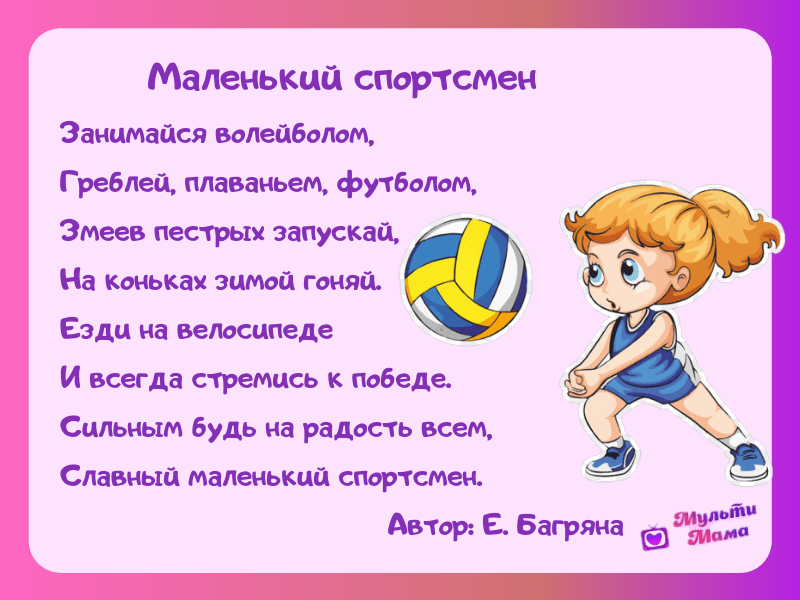 Маленький спортсмен
Занимайся волейболом,
Греблей, плаваньем, футболом,
Змеев пестрых запускай,
На коньках зимой гоняй.
Езди на велосипеде
И всегда стремись к победе.
Сильным будь на радость всем,
Славный маленький спортсмен.
Автор: Е. Багряна
Мульти
Мама